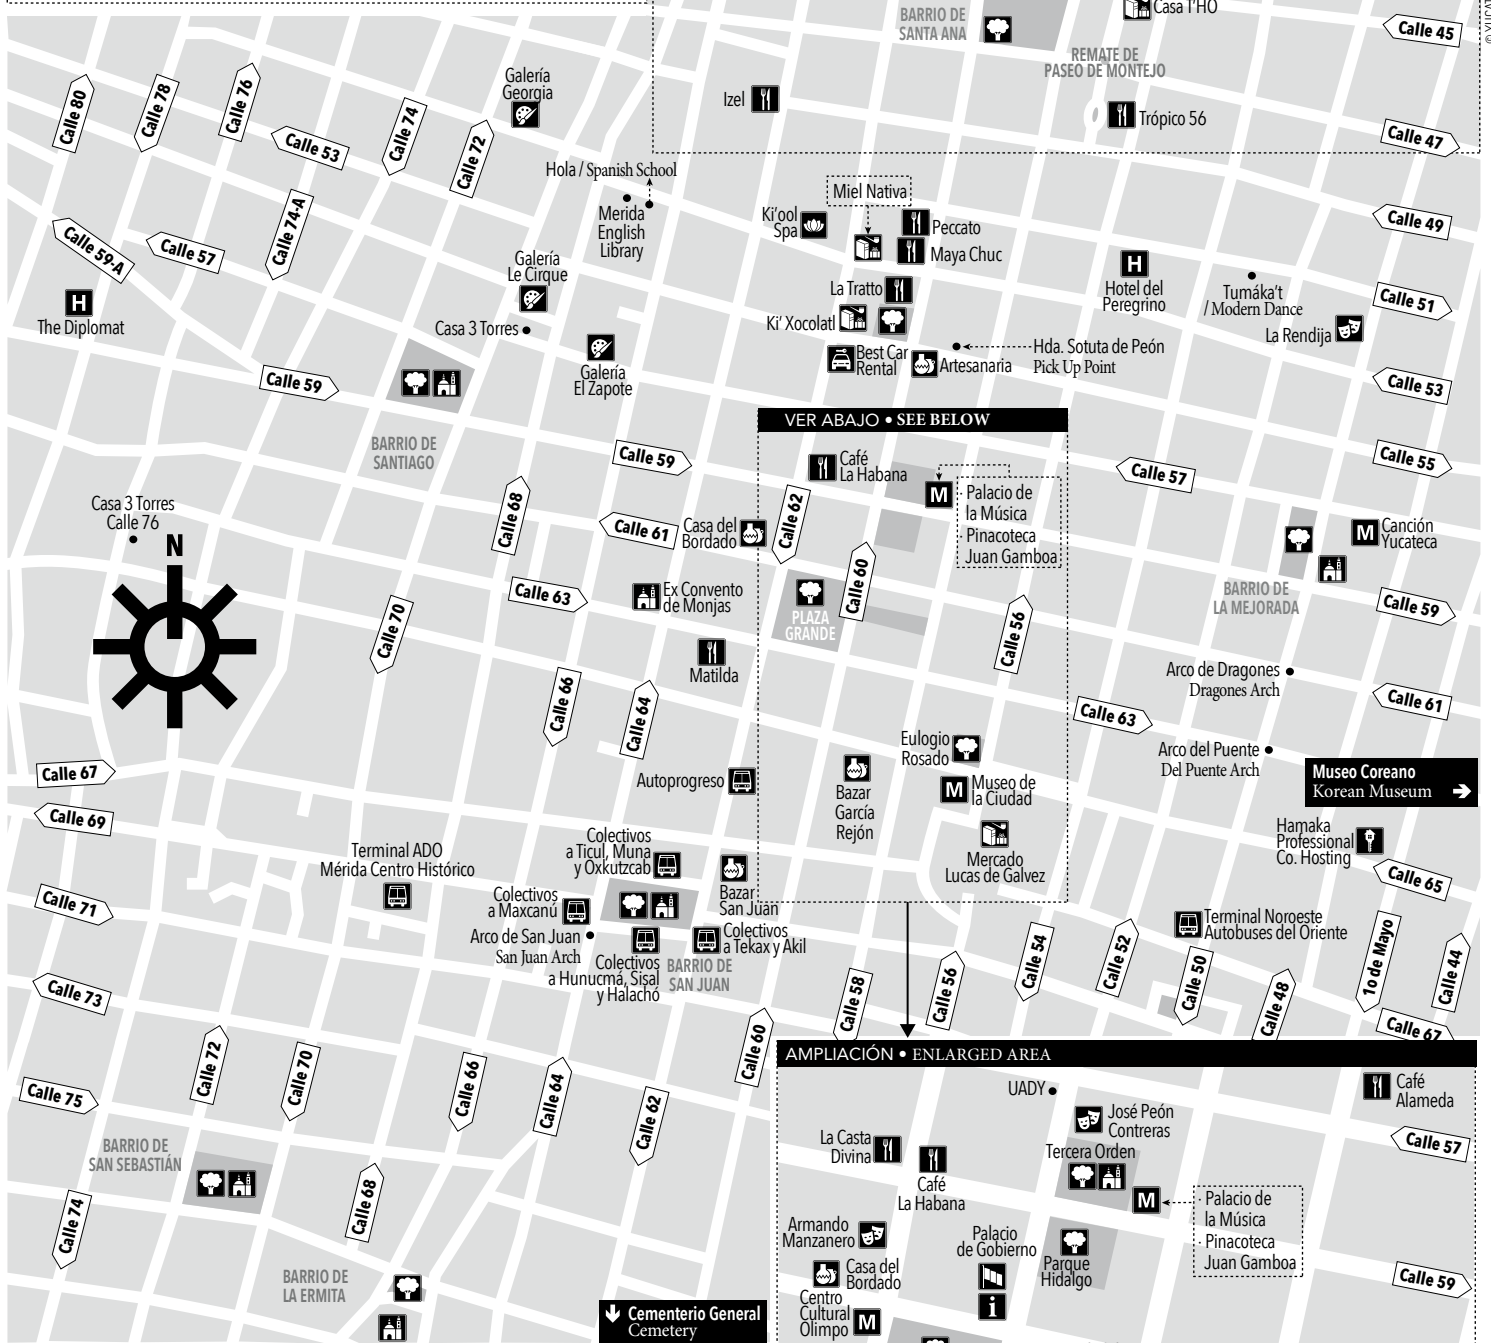 Casa T'HO
© YUCAT
BARRIO DE
SANTA ANA
Calle 45
REMATE DE
PASEO DE MONTEJO
Galería
Georgia
Izel
Trópico 56
Calle 80
Calle 78
Calle 76
Calle 53
Calle 74
Calle 72
Calle 47
Hola / Spanish School
Merida
English
Library
Miel Nativa
Ki'ool
Spa
Peccato
Maya Chuc
Calle 49
Calle 74-A
Calle 59-A
Calle 57
Galería
Le Cirque
La Tratto
Hotel del
Peregrino
Tumáka't
/ Modern Dance
Calle 51
The Diplomat
Casa 3 Torres
Ki' Xocolatl
La Rendija
Galería
El Zapote
Best Car
Rental
Artesanaria
Hda. Sotuta de Peón
Pick Up Point
Calle 59
Calle 53
VER ABAJO • SEE BELOW
BARRIO DE
SANTIAGO
Calle 59
Café
La Habana
Calle 57
Calle 55
· Palacio de
la Música
· Pinacoteca
Juan Gamboa
Casa 3 Torres
Calle 76
N
Calle 68
Calle 61
Casa del
Bordado
Calle 62
Canción
Yucateca
Calle 63
Ex Convento
de Monjas
PLAZA
GRANDE
Calle 60
BARRIO DE
LA MEJORADA
Calle 59
Calle 70
Calle 56
Matilda
Arco de Dragones
Dragones Arch
Calle 66
Calle 64
Calle 63
Calle 61
Eulogio
Rosado
Arco del Puente
Del Puente Arch
Museo Coreano
Korean Museum
Calle 67
Autoprogreso
Bazar
García
Rejón
Museo de
la Ciudad
Calle 69
Colectivos
a Ticul, Muna
y Oxkutzcab
Mercado
Lucas de Galvez
Hamaka
Professional
Co. Hosting
Terminal ADO
Mérida Centro Histórico
Calle 65
Calle 71
Colectivos
a Maxcanú
Bazar
San Juan
Arco de San Juan
San Juan Arch
Colectivos
a Tekax y Akil
Terminal Noroeste
Autobuses del Oriente
Colectivos
a Hunucmá, Sisal
y Halachó
BARRIO DE
SAN JUAN
Calle 73
Calle 58
Calle 56
Calle 54
Calle 52
Calle 50
Calle 48
1o de Mayo
Calle 44
Calle 67
Calle 60
AMPLIACIÓN • ENLARGED AREA
Calle 72
Calle 70
Calle 66
Calle 64
Calle 62
Calle 75
UADY
Café
Alameda
José Peón
Contreras
BARRIO DE
SAN SEBASTIÁN
La Casta
Divina
Tercera Orden
Calle 57
Café
La Habana
· Palacio de
la Música
· Pinacoteca
Juan Gamboa
Calle 74
Calle 68
Armando
Manzanero
Palacio
de Gobierno
Parque
Hidalgo
Casa del
Bordado
Calle 59
BARRIO DE
LA ERMITA
Centro
Cultural
Olimpo
Cementerio General
Cemetery